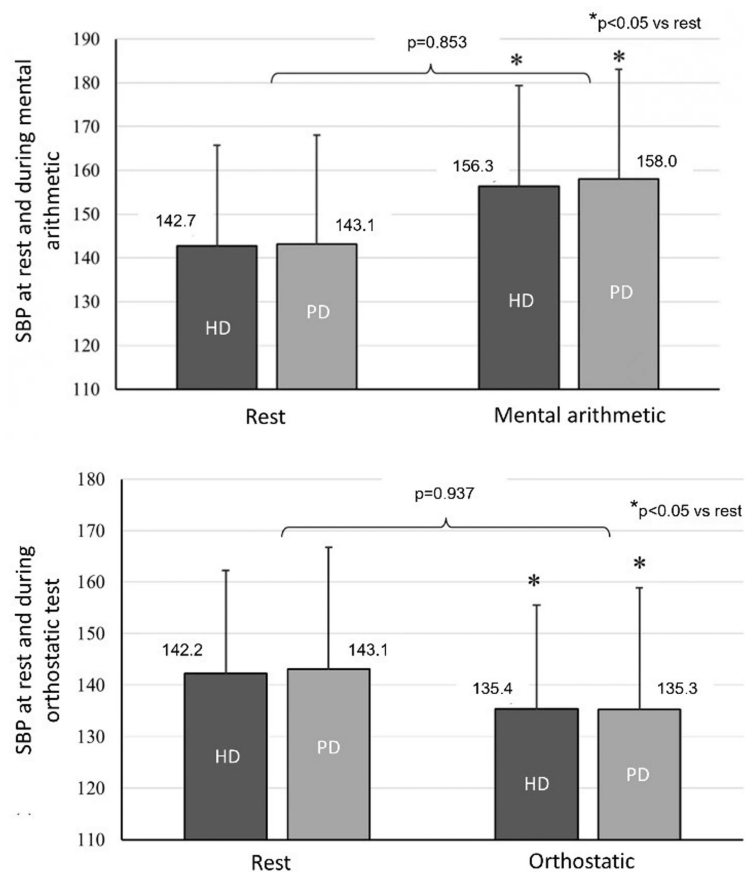 *p<0.05 vs rest
p=0.853
SBP at rest and during mental
arithmetic
190
180
170
160
150
140
130
120
110
142.7
143.1
156.3
158.0
* *
HD
PD
HD
PD
Rest
Mental arithmetic
p=0.937
*p<0.05 vs rest
SBP at rest and during
orthostatic test
180
170
160
150
140
130
120
110
142.2
143.1
135.4
135.3
* *
HD
PD
HD
PD
Rest
Orthostatic